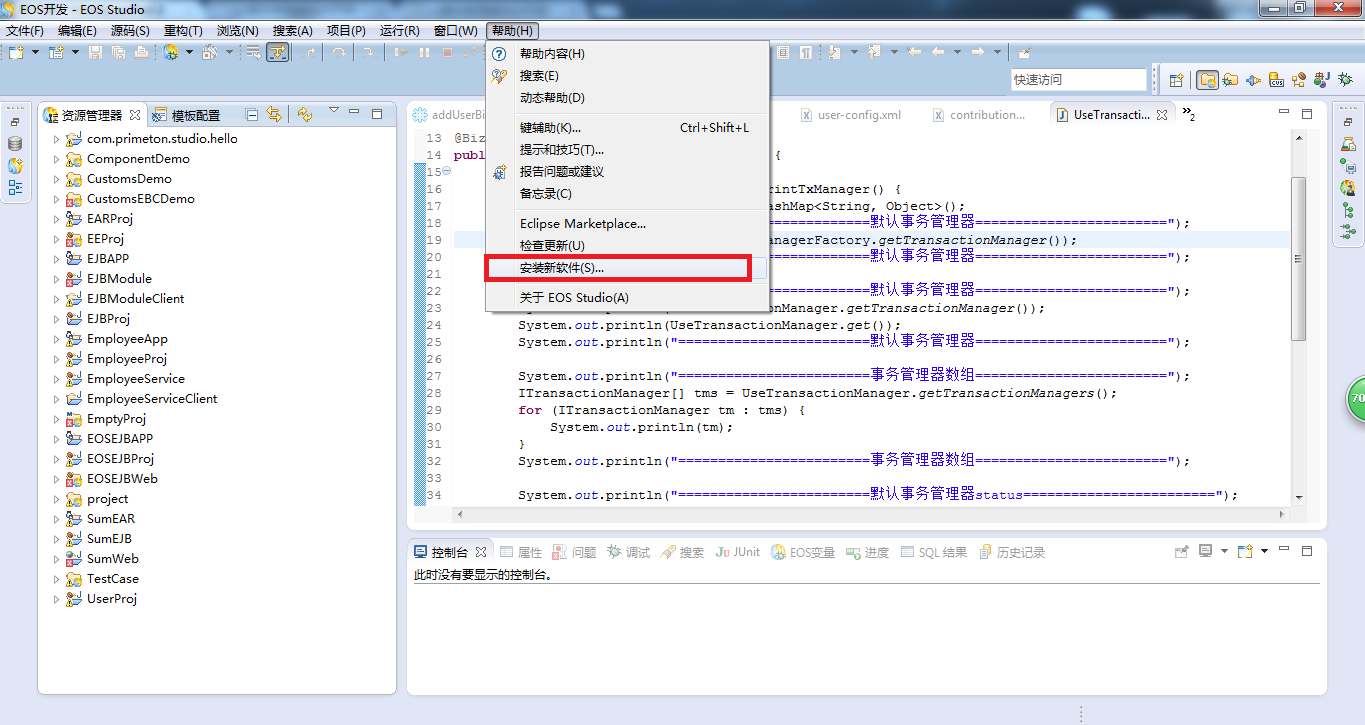 EOS开发 - EOS Studio
文件(F) 编辑(E) 源码(S) 重构(T) 浏览(N) 搜索(A) 项目(P) 运行(R) 窗口(W) 帮助(H)
快速访问
帮助内容(H)
搜索(E)
动态帮助(D)
键辅助(K)... Ctrl+Shift+L
提示和技巧(T)...
报告问题或建议
备忘录(C)
Eclipse Marketplace...
检查更新(U)
安装新软件(S)...
关于 EOS Studio(A)
资源管理器 模板配置
com.primeton.studio.hello
ComponentDemo
CustomsDemo
CustomsEBCDemo
EARProj
EEProj
EJBAPP
EJBModule
EJBModuleClient
EJBProj
EmployeeApp
EmployeeProj
EmployeeService
EmployeeServiceClient
EmptyProj
EOSEJBAPP
EOSEJBProj
EOSEJBWeb
project
SumEAR
SumEJB
SumWeb
TestCase
UserProj
addUserBi user-config.xml contribution... UseTransacti... »2
13 @Biz
14 publ {
15
16 rintTxManager() {
17 ashMap<String, Object>();
18 ========================默认事务管理器========================");
19 anagerFactory.getTransactionManager());
20 ========================默认事务管理器========================");
21
22 ========================默认事务管理器========================");
23 onManager.getTransactionManager());
24 System.out.println(UseTransactionManager.get());
25 System.out.println("========================默认事务管理器========================");
26
27 System.out.println("========================事务管理器数组========================");
28 ITransactionManager[] tms = UseTransactionManager.getTransactionManagers();
29 for (ITransactionManager tm : tms) {
30 System.out.println(tm);
31 }
32 System.out.println("========================事务管理器数组========================");
33
34 System.out.println("========================默认事务管理器status========================");
70
控制台 属性 问题 调试 搜索 JUnit EOS变量 进度 SQL 结果 历史记录
此时没有要显示的控制台。